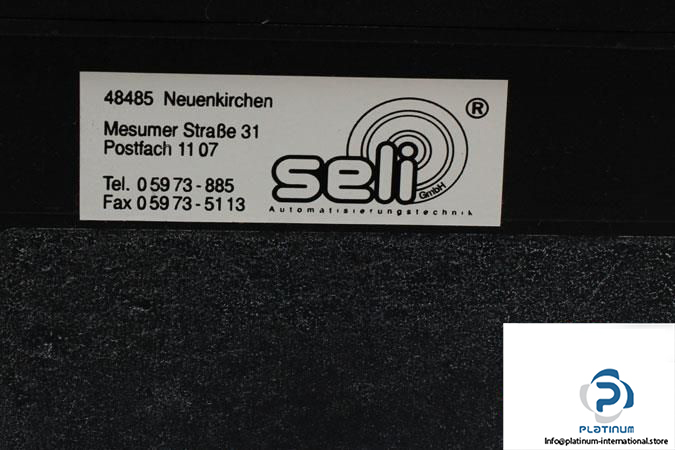 48485 Neuenkirchen
Mesumer Straße 31
Postfach 11 07
Tel. 0 59 73 - 885
Fax 0 59 73 - 51 13
®
seli
GmbH
Automatisierungstechnik
PLATINUM
Info@platinum-international.store